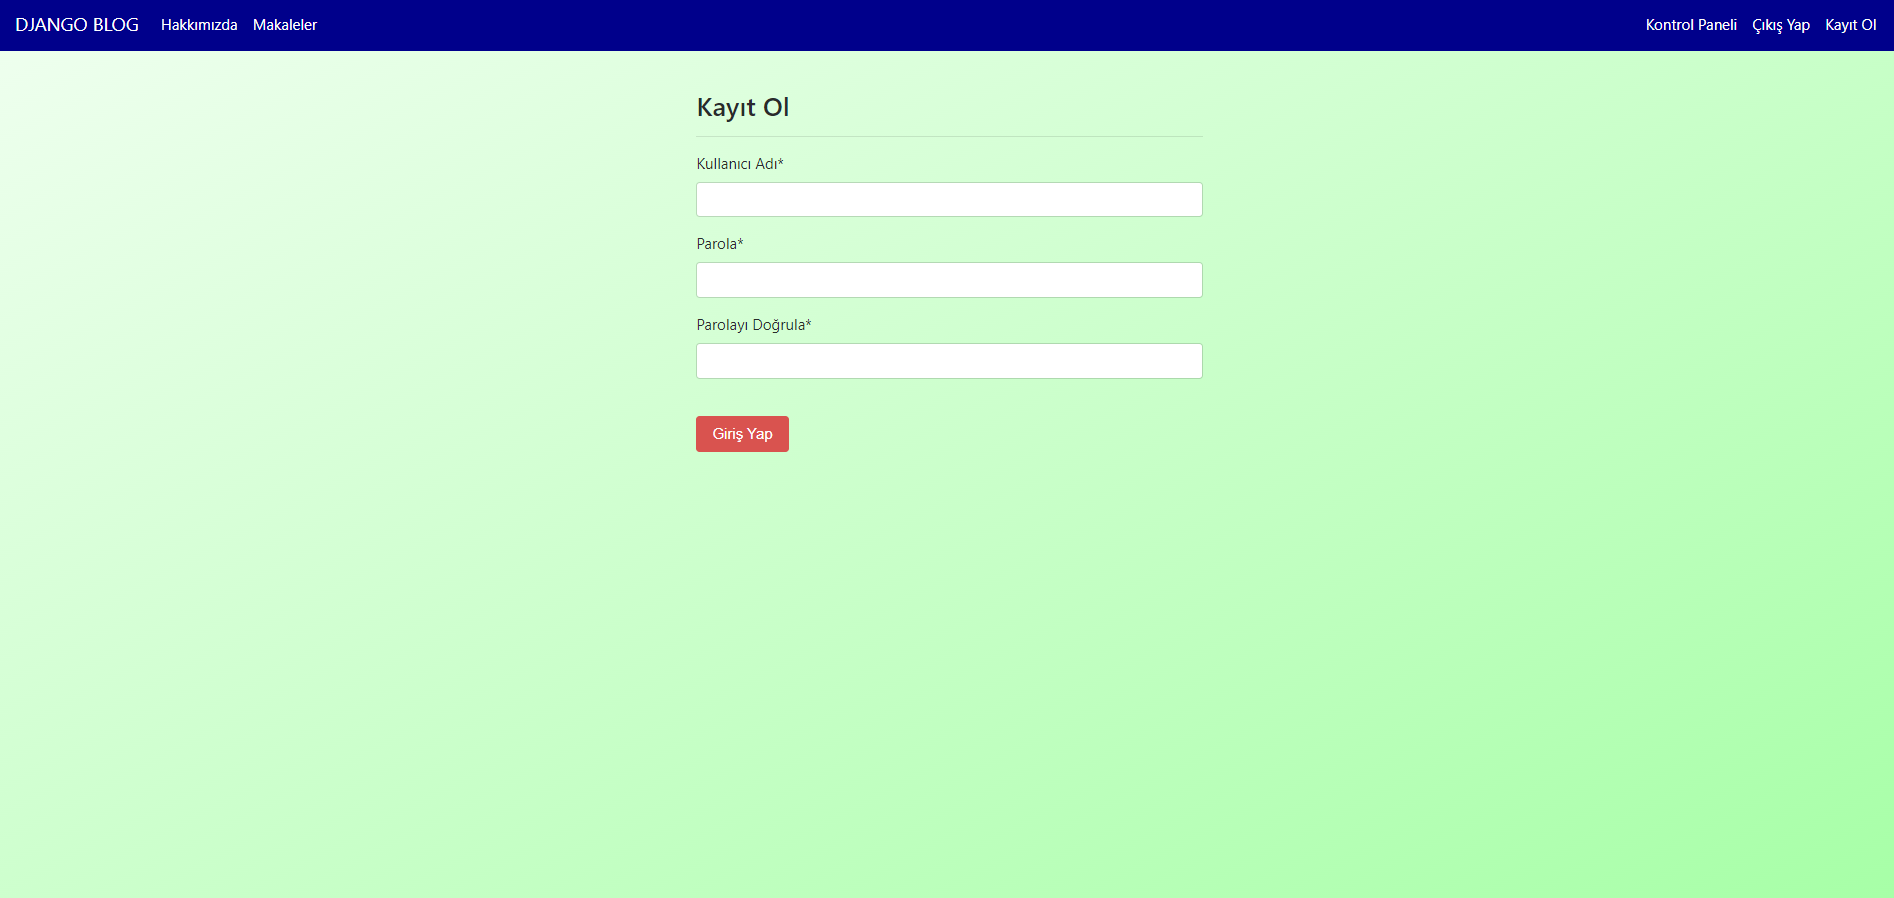 DJANGO BLOG Hakkımızda Makaleler Kontrol Paneli Çıkış Yap Kayıt Ol
Kayıt Ol
Kullanıcı Adı*
Parola*
Parolayı Doğrula*
Giriş Yap